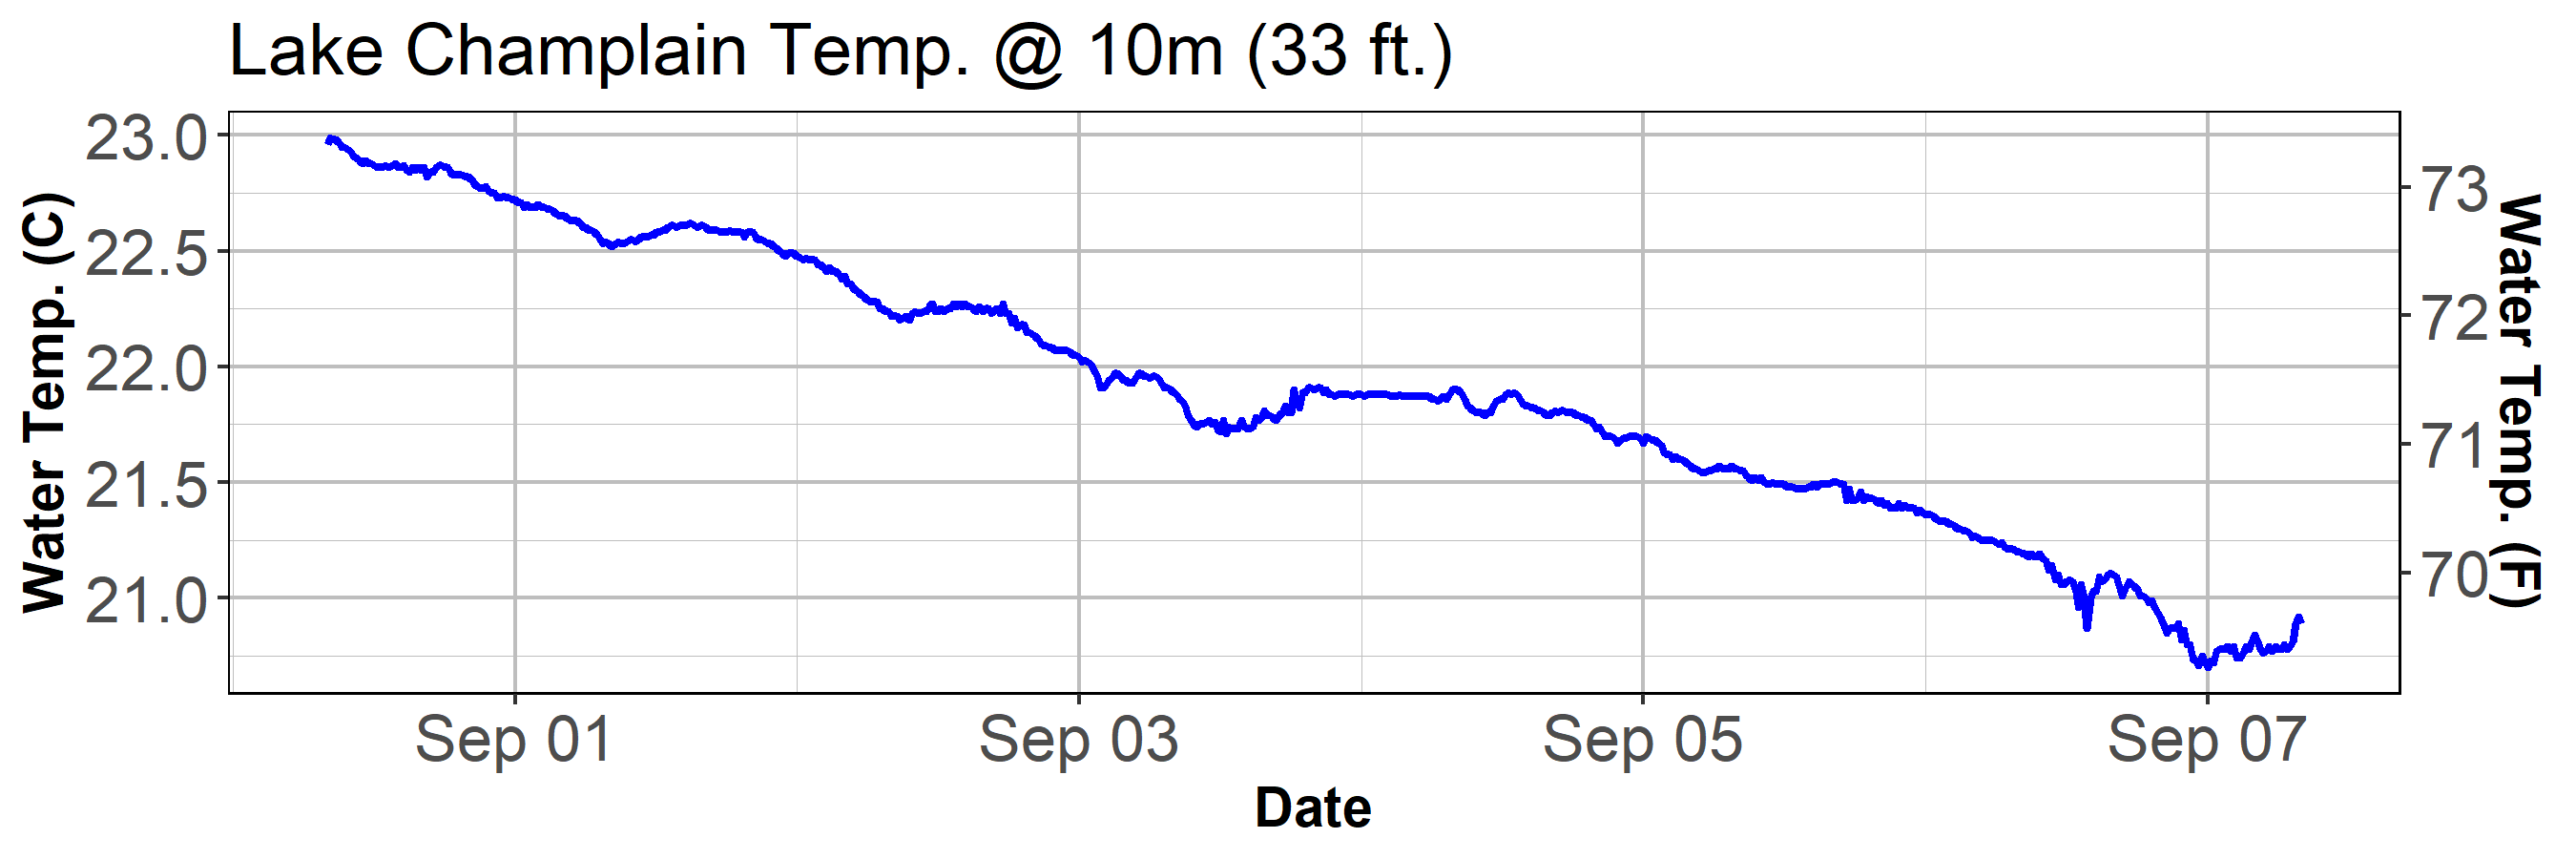 Lake Champlain Temp. @ 10m (33 ft.)
Water Temp. (C)
23.0
22.5
22.0
21.5
21.0
73
72
71
70
Water Temp. (F)
Sep 01 Sep 03 Sep 05 Sep 07
Date